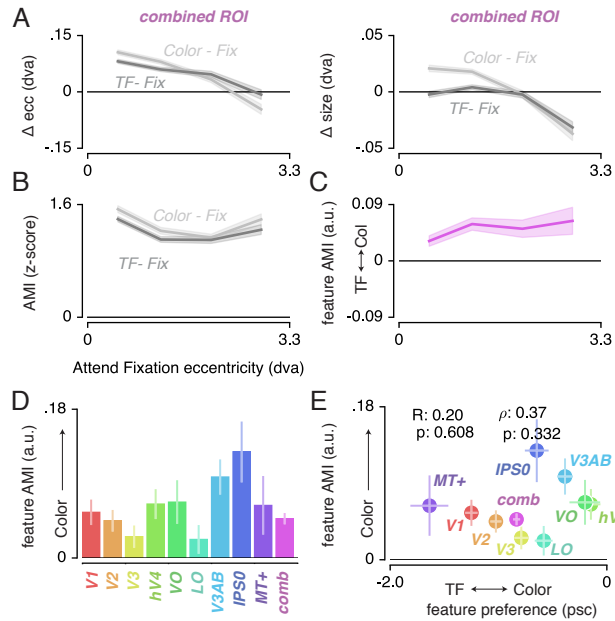 A
combined ROI
combined ROI
Δ ecc (dva)
.15
0
-.15
Color - Fix
TF- Fix
0
3.3
Δ size (dva)
.05
0
-0.05
Color - Fix
TF- Fix
0
3.3
B
AMI (z-score)
1.6
0
Color - Fix
TF- Fix
0
3.3
Attend Fixation eccentricity (dva)
C
feature AMI (a.u.)
TF ↔ Col
0.09
0
-0.09
0
3.3
D
feature AMI (a.u.)
Color →
.18
0
V1
V2
V3
hV4
VO
LO
V3AB
IPS0
MT+
comb
E
feature AMI (a.u.)
Color →
.18
0
R: 0.20
p: 0.608
ρ: 0.37
p: 0.332
MT+
V1
V2
comb
V3
IPS0
V3AB
VO
hV
LO
-2.0
0
TF ↔ Color
feature preference (psc)